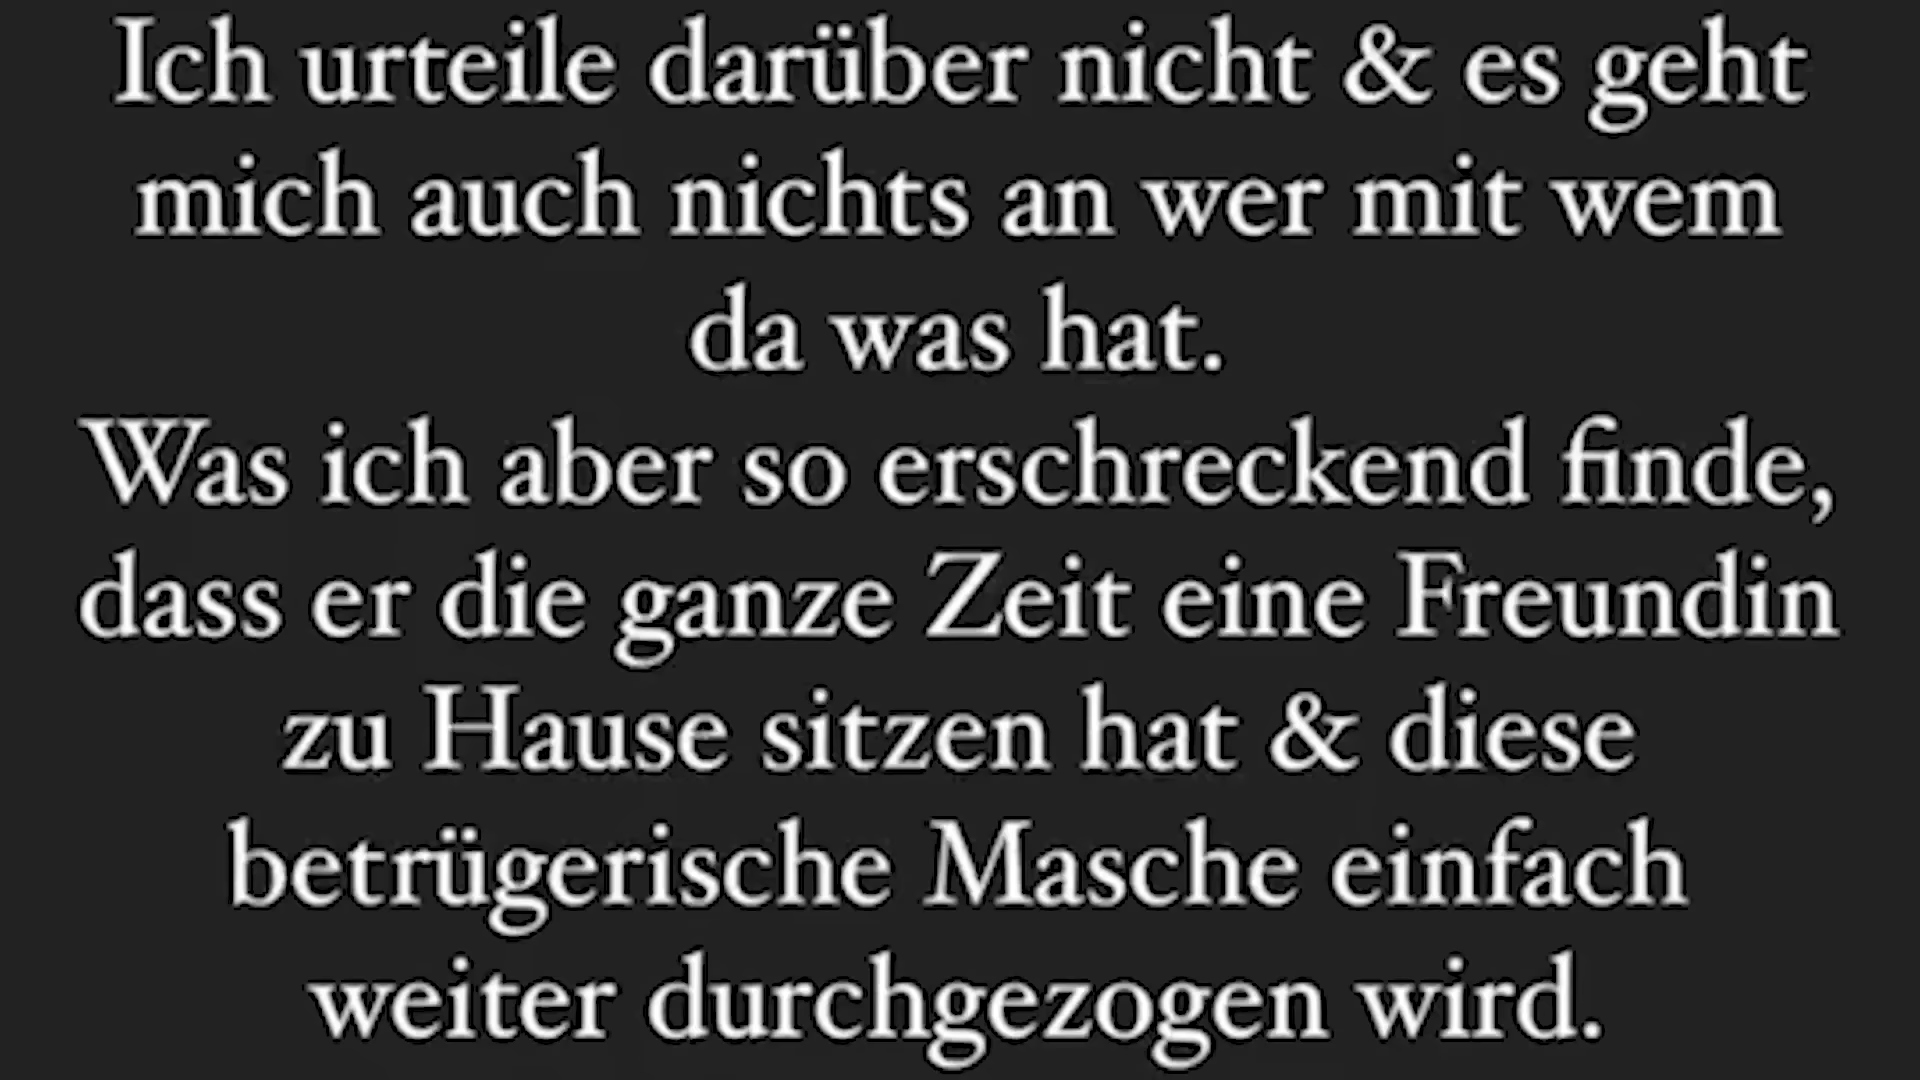 Ich urteile darüber nicht & es geht
mich auch nichts an wer mit wem
da was hat.
Was ich aber so erschreckend finde,
dass er die ganze Zeit eine Freundin
zu Hause sitzen hat & diese
betrügerische Masche einfach
weiter durchgezogen wird.